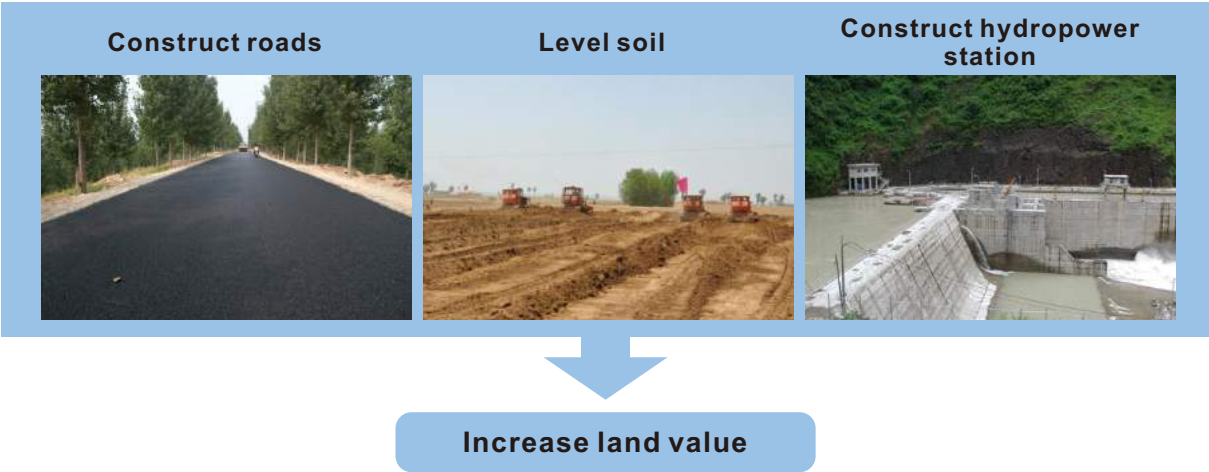 Construct roads
Level soil
Construct hydropower
station
Increase land value